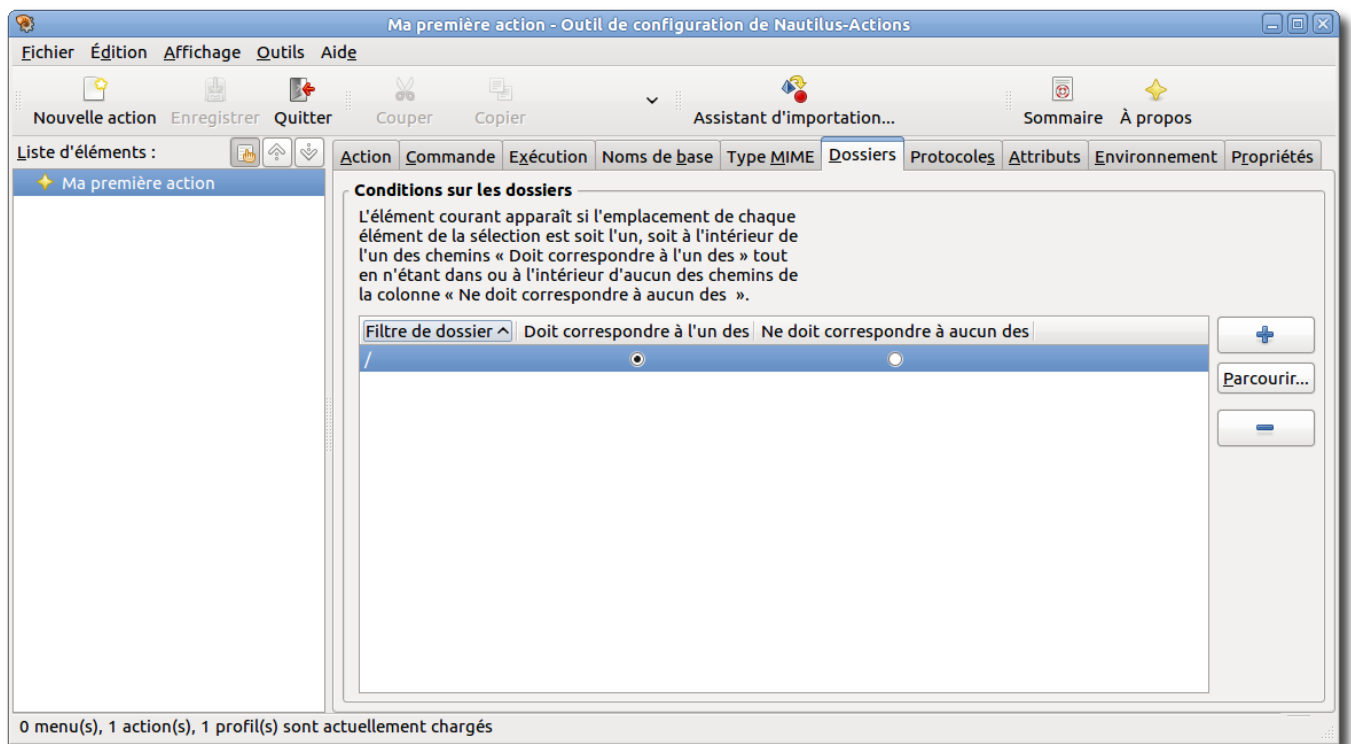 Ma première action - Outil de configuration de Nautilus-Actions
Fichier Édition Affichage Outils Aide
Nouvelle action Enregistrer Quitter Couper Copier Assistant d'importation... Sommaire À propos
Liste d'éléments :
Action Commande Exécution Noms de base Type MIME Dossiers Protocoles Attributs Environnement Propriétés
Ma première action
Conditions sur les dossiers
L'élément courant apparaît si l'emplacement de chaque
élément de la sélection est soit l'un, soit à l'intérieur de
l'un des chemins « Doit correspondre à l'un des » tout
en n'étant dans ou à l'intérieur d'aucun des chemins de
la colonne « Ne doit correspondre à aucun des  ».
Filtre de dossier Doit correspondre à l'un des Ne doit correspondre à aucun des
/
Parcourir...
0 menu(s), 1 action(s), 1 profil(s) sont actuellement chargés